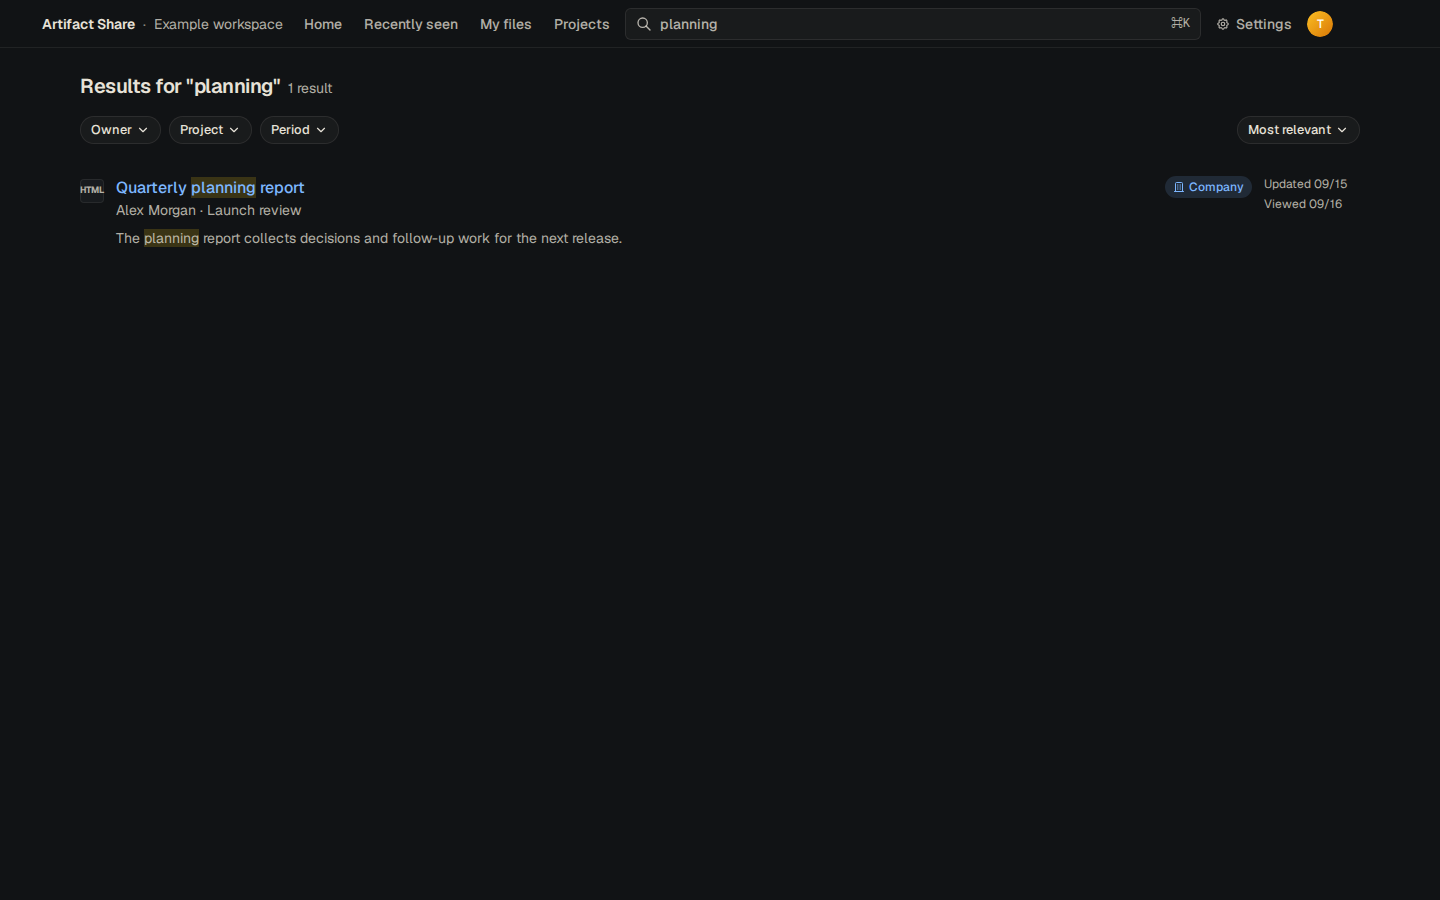 Artifact Share · Example workspace Home Recently seen My files Projects planning ⌘K Settings T
Results for "planning" 1 result
Owner Project Period Most relevant
HTML Quarterly planning report Company Updated 09/15
Alex Morgan · Launch review Viewed 09/16
The planning report collects decisions and follow-up work for the next release.